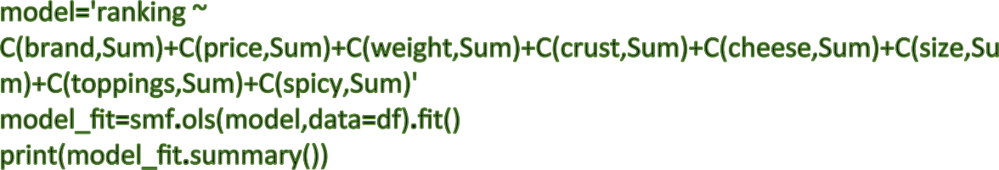 model='ranking ~
C(brand,Sum)+C(price,Sum)+C(weight,Sum)+C(crust,Sum)+C(cheese,Sum)+C(size,Su
m)+C(toppings,Sum)+C(spicy,Sum)'
model_fit=smf.ols(model,data=df).fit()
print(model_fit.summary())